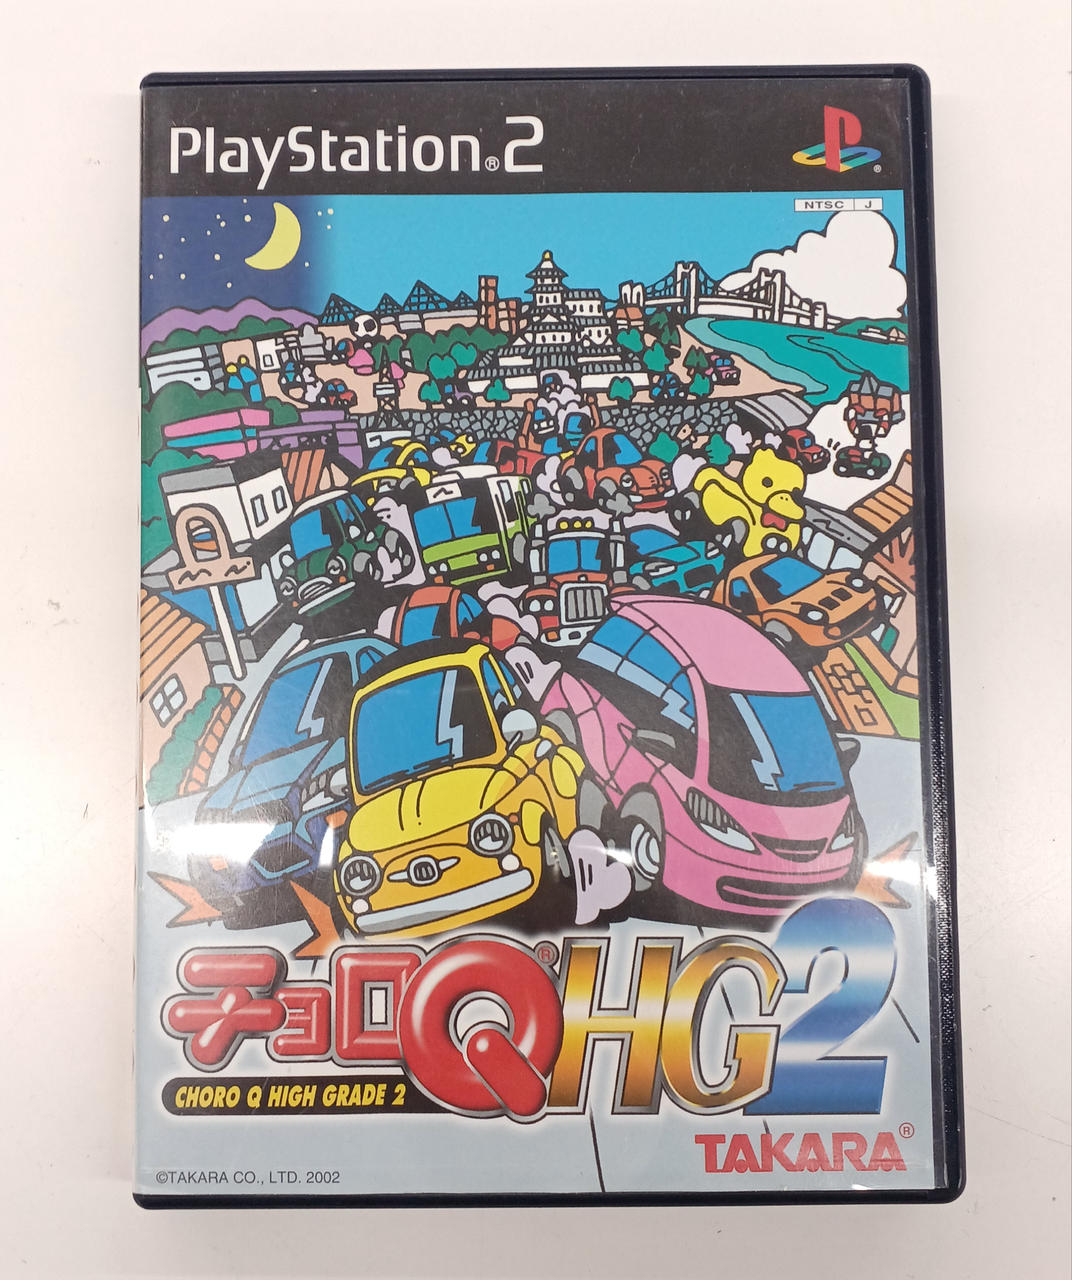 PlayStation®2
®
NTSC J
チョロQ®HG2
CHORO Q HIGH GRADE 2
TAKARA®
©TAKARA CO., LTD. 2002